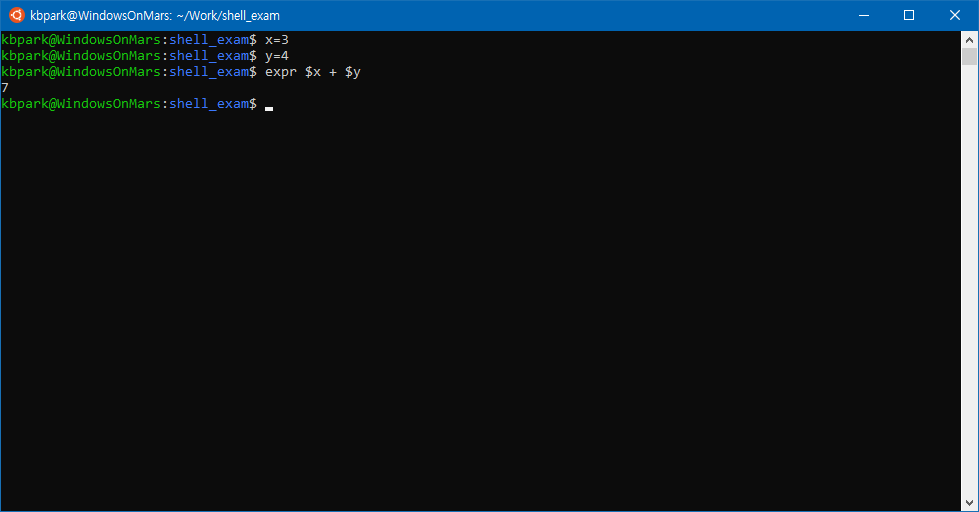 kbpark@WindowsOnMars: ~/Work/shell_exam
kbpark@WindowsOnMars:shell_exam$ x=3
kbpark@WindowsOnMars:shell_exam$ y=4
kbpark@WindowsOnMars:shell_exam$ expr $x + $y
7
kbpark@WindowsOnMars:shell_exam$